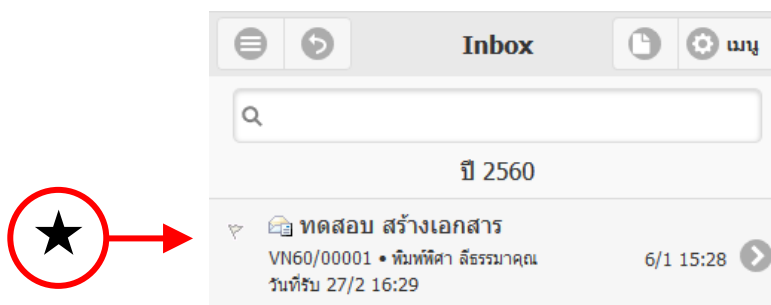 Inbox
เมนู
ปี 2560
ทดสอบ สร้างเอกสาร
VN60/00001 • พิมพ์พิศา ลีธรรมาคุณ
6/1 15:28
วันที่รับ 27/2 16:29